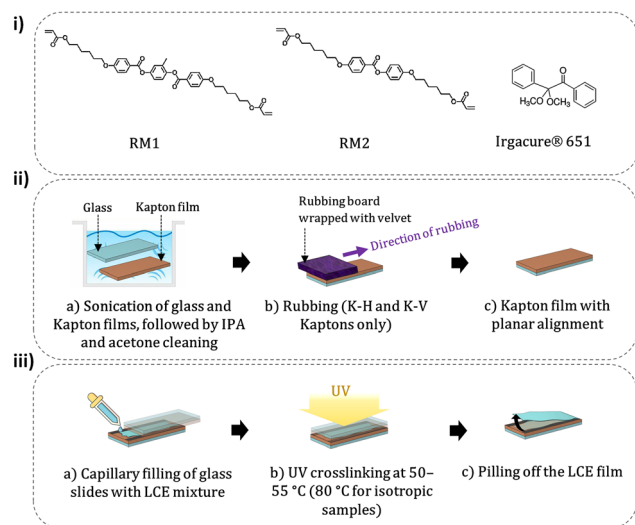 i)
O
O
O
O
O
O
O
O
O
O
RM1
O
O
O
O
O
O
O
O
RM2
O
H₃CO OCH₃
Irgacure® 651
ii)
Glass
Kapton film
a) Sonication of glass and
Kapton films, followed by IPA
and acetone cleaning
Rubbing board
wrapped with velvet
Direction of rubbing
b) Rubbing (K-H and K-V
Kaptons only)
c) Kapton film with
planar alignment
iii)
a) Capillary filling of glass
slides with LCE mixture
UV
b) UV crosslinking at 50–
55 °C (80 °C for isotropic
samples)
c) Pilling off the LCE film